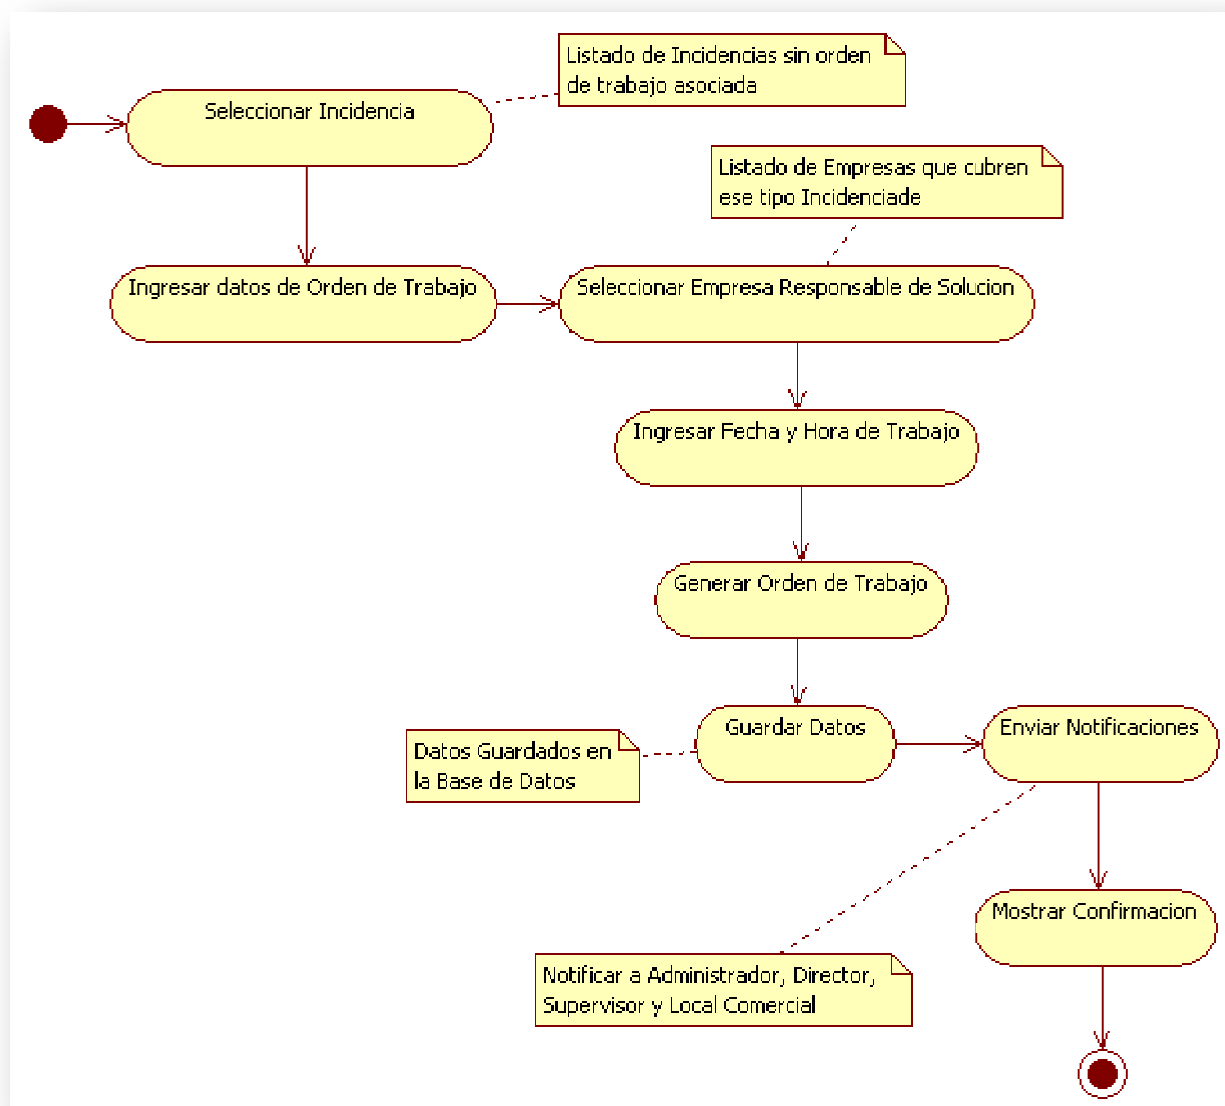 Listado de Incidencias sin orden
de trabajo asociada
Seleccionar Incidencia
Listado de Empresas que cubren
ese tipo Incidenciade
Ingresar datos de Orden de Trabajo
Seleccionar Empresa Responsable de Solucion
Ingresar Fecha y Hora de Trabajo
Generar Orden de Trabajo
Guardar Datos
Enviar Notificaciones
Datos Guardados en
la Base de Datos
Mostrar Confirmacion
Notificar a Administrador, Director,
Supervisor y Local Comercial